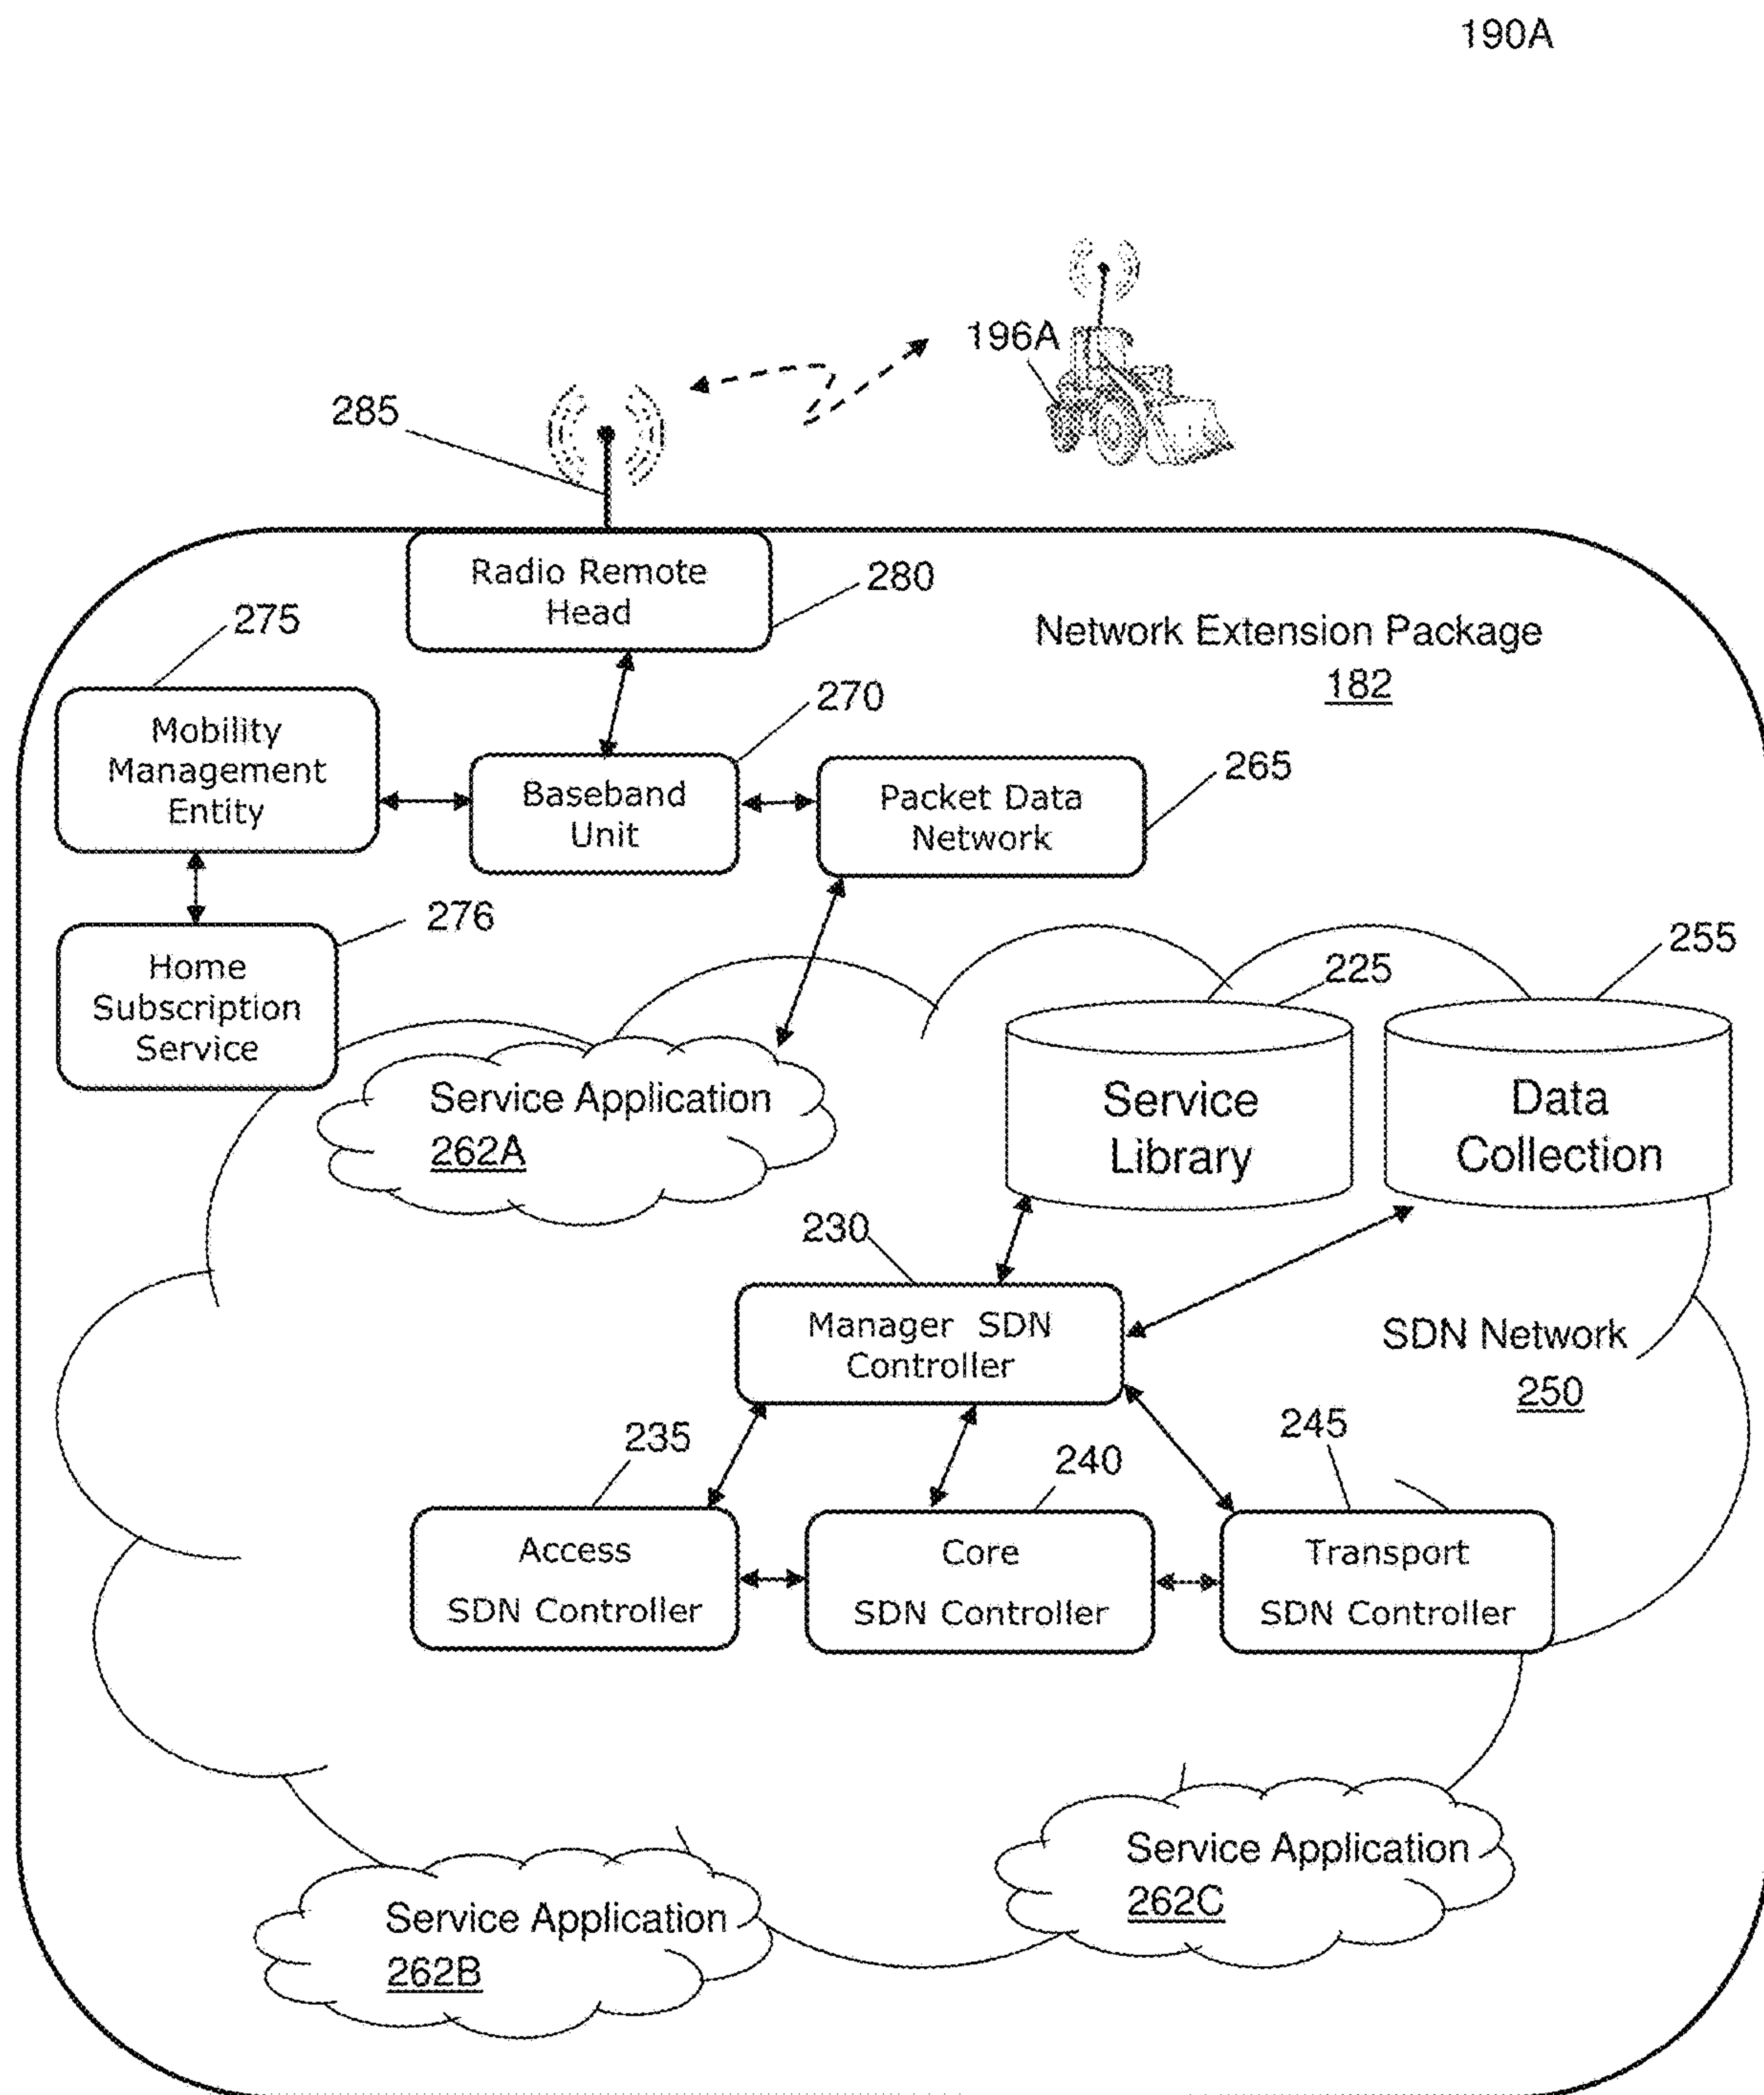 190A
196A
285
Radio Remote
Head
280
275
Network Extension Package
182
270
Mobility
Management
Entity
Baseband
Unit
Packet Data
Network
265
276
Home
Subscription
Service
225
255
Service Application
262A
Service
Library
Data
Collection
230
Manager SDN
Controller
SDN Network
250
235
240
245
Access
SDN Controller
Core
SDN Controller
Transport
SDN Controller
Service Application
262C
Service Application
262B